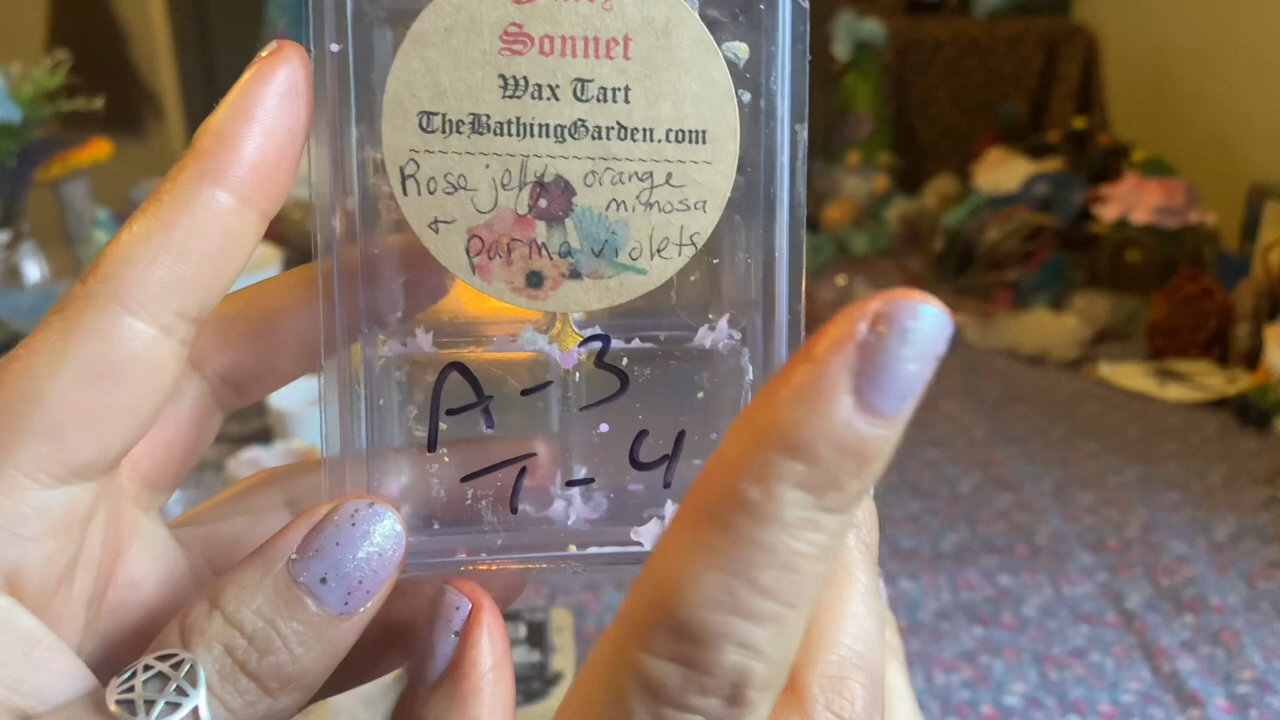 Sonnet
Wax Tart
TheBathingGarden.com
Rose jelly orange
mimosa
+
parma violets
A-3
T-4